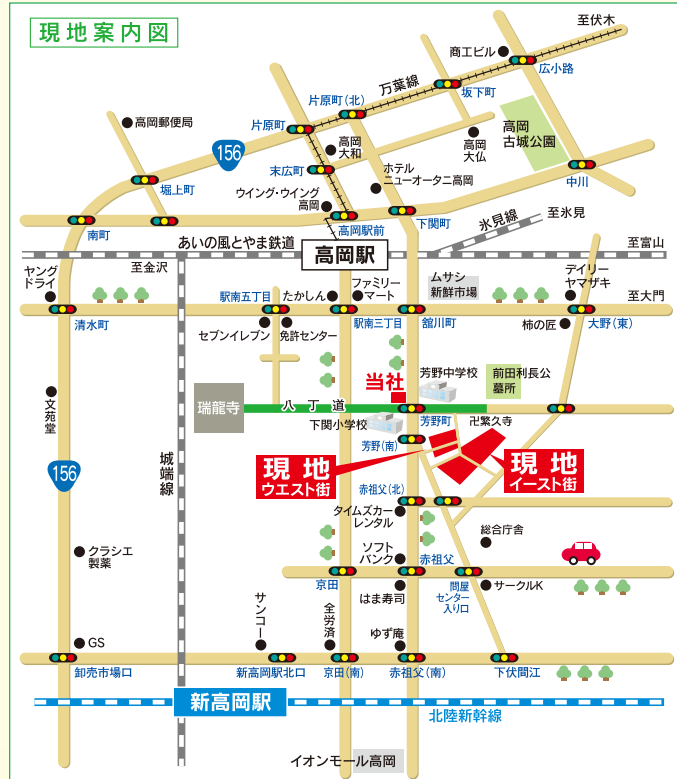 現地案内図
至伏木
商工ビル
広小路
万葉線
坂下町
片原町(北)
高岡郵便局
片原町
156
高岡
大和
高岡
大仏
高岡
古城公園
末広町
堀上町
ホテル
ニューオータニ高岡
中川
ウイング・ウイング
高岡
高岡駅前
下関町
南町
氷見線
至氷見
あいの風とやま鉄道
高岡駅
至富山
至金沢
ヤング
ドライ
駅南五丁目
たかしん
ファミリー
マート
ムサシ
新鮮市場
デイリー
ヤマザキ
至大門
清水町
セブンイレブン
免許センター
駅南三丁目
舘川町
柿の匠
大野(東)
当社
芳野中学校
前田利長公
墓所
瑞龍寺
八丁道
文苑堂
下関小学校
芳野町
卍繁久寺
芳野(南)
城端線
現地
ウエスト街
現地
イースト街
156
赤祖父(北)
タイムズカー
レンタル
総合庁舎
クラシエ
製薬
ソフト
バンク
赤祖父
京田
はま寿司
問屋
センター
入り口
サークルK
サンコー
全労済
ゆず庵
GS
卸売市場口
新高岡駅北口
京田(南)
赤祖父(南)
下伏間江
新高岡駅
北陸新幹線
イオンモール高岡